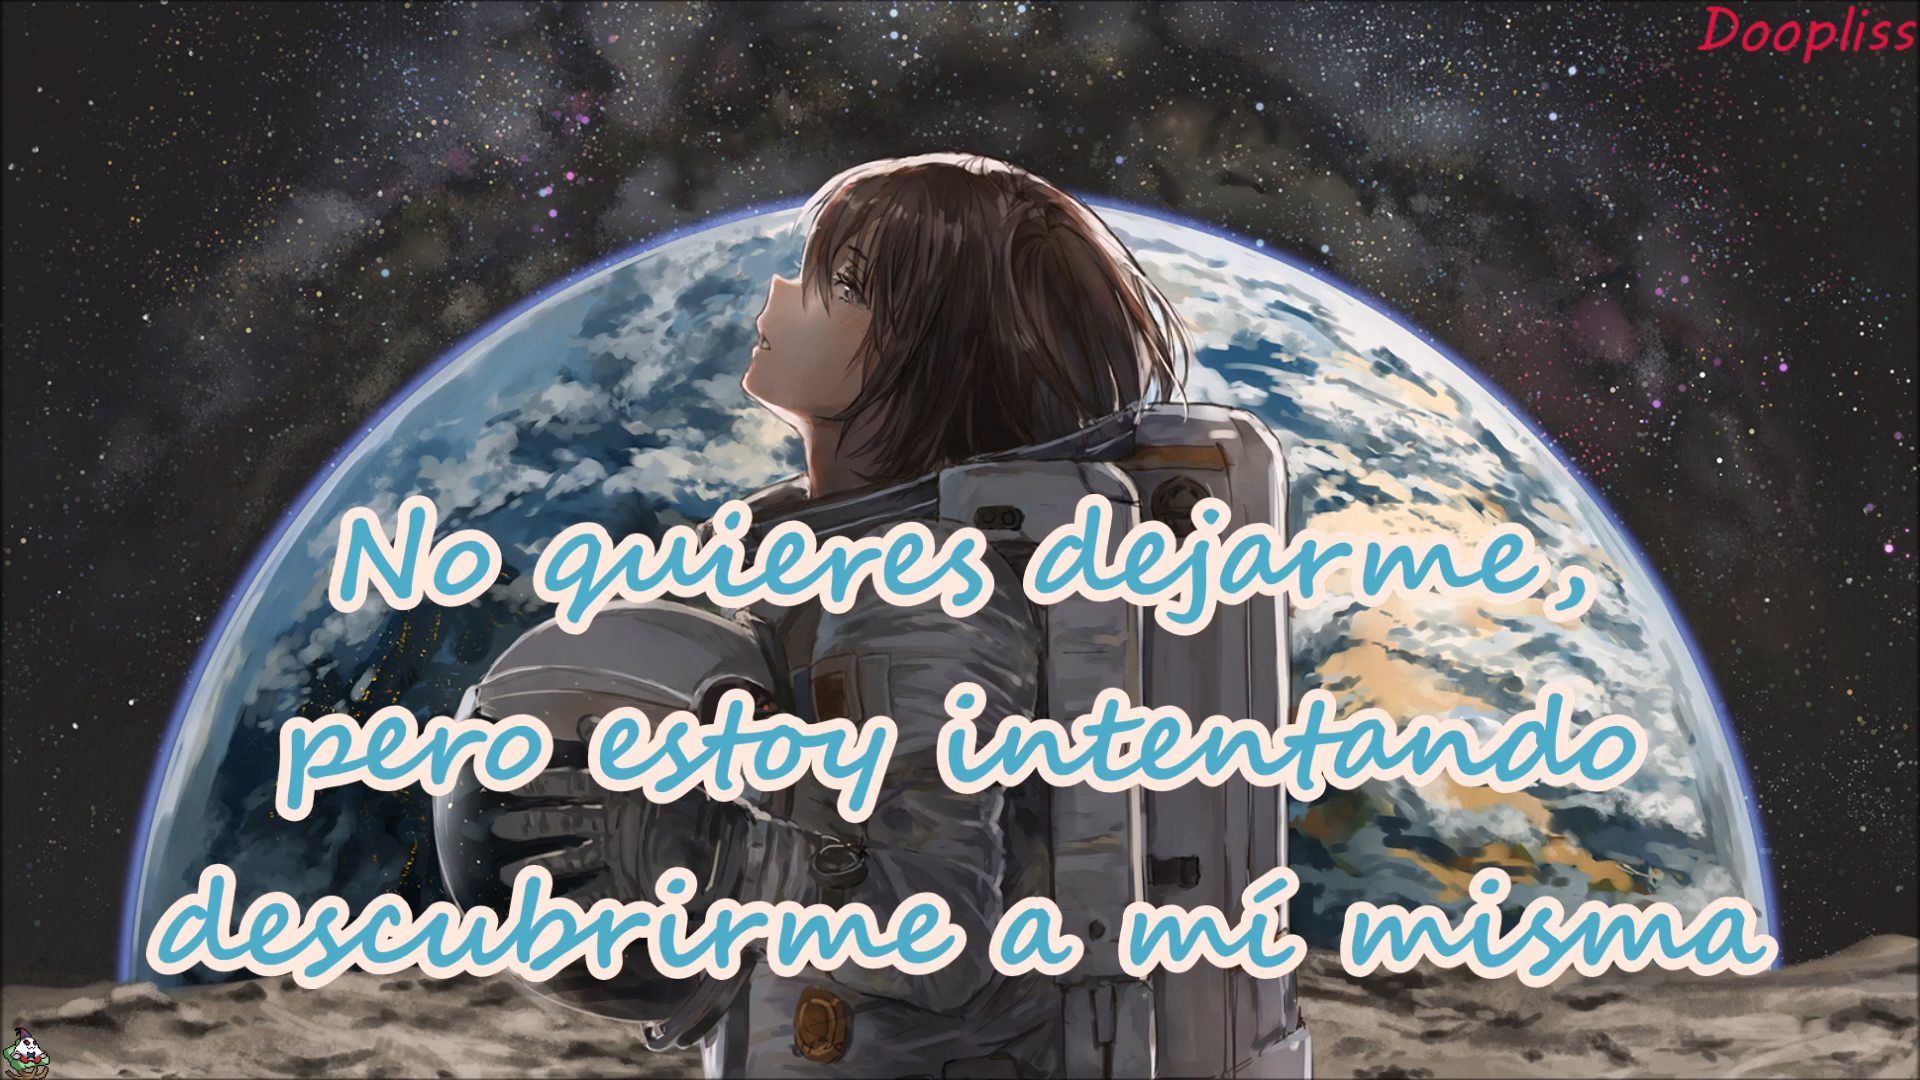 Doopliss
No quieres dejarme,
pero estoy intentando
descubrirme a mí misma